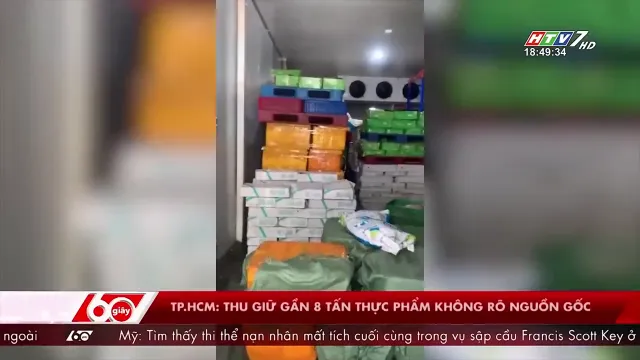 HTV7 HD
18:49:34
60 giây
TP.HCM: THU GIỮ GẦN 8 TẤN THỰC PHẨM KHÔNG RÕ NGUỒN GỐC
ngoài
Mỹ: Tìm thấy thi thể nạn nhân mất tích cuối cùng trong vụ sập cầu Francis Scott Key ở